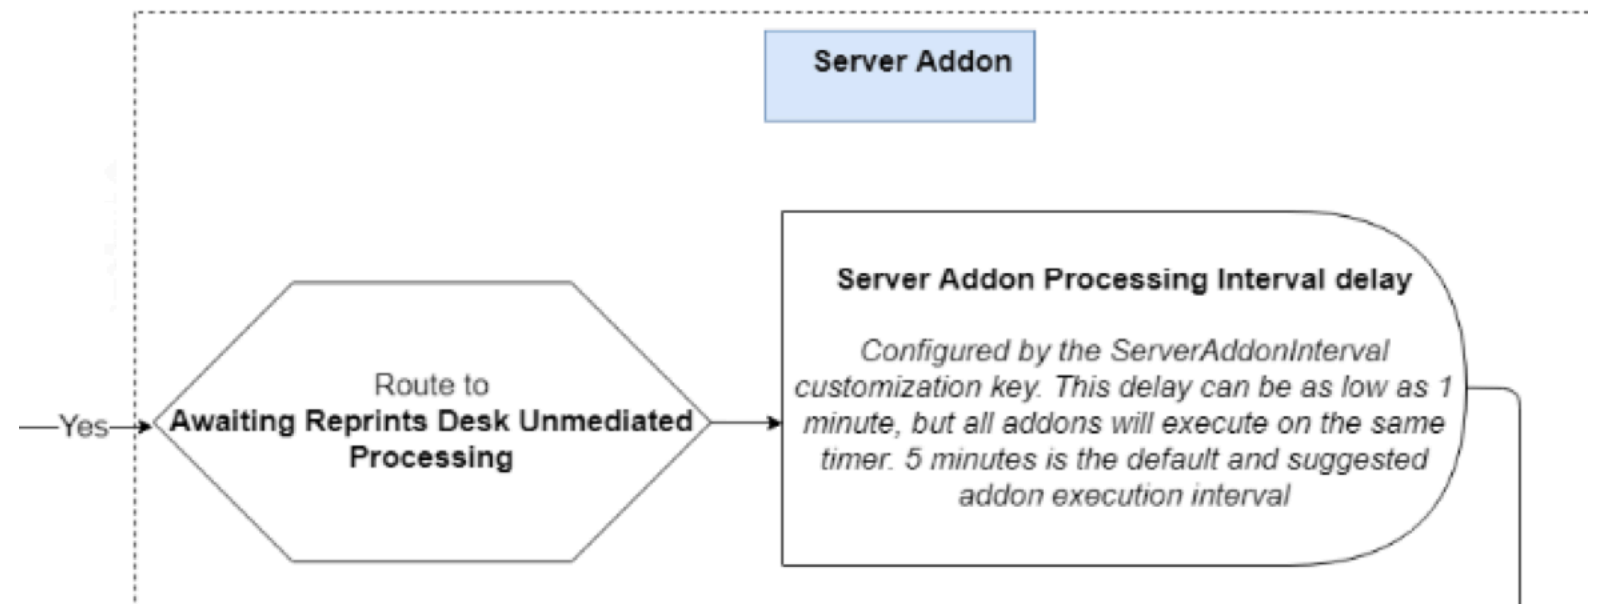 Server Addon
Server Addon Processing Interval delay
Configured by the ServerAddonInterval
customization key. This delay can be as low as 1
minute, but all addons will execute on the same
timer. 5 minutes is the default and suggested
addon execution interval
Route to
Awaiting Reprints Desk Unmediated
Processing
Yes